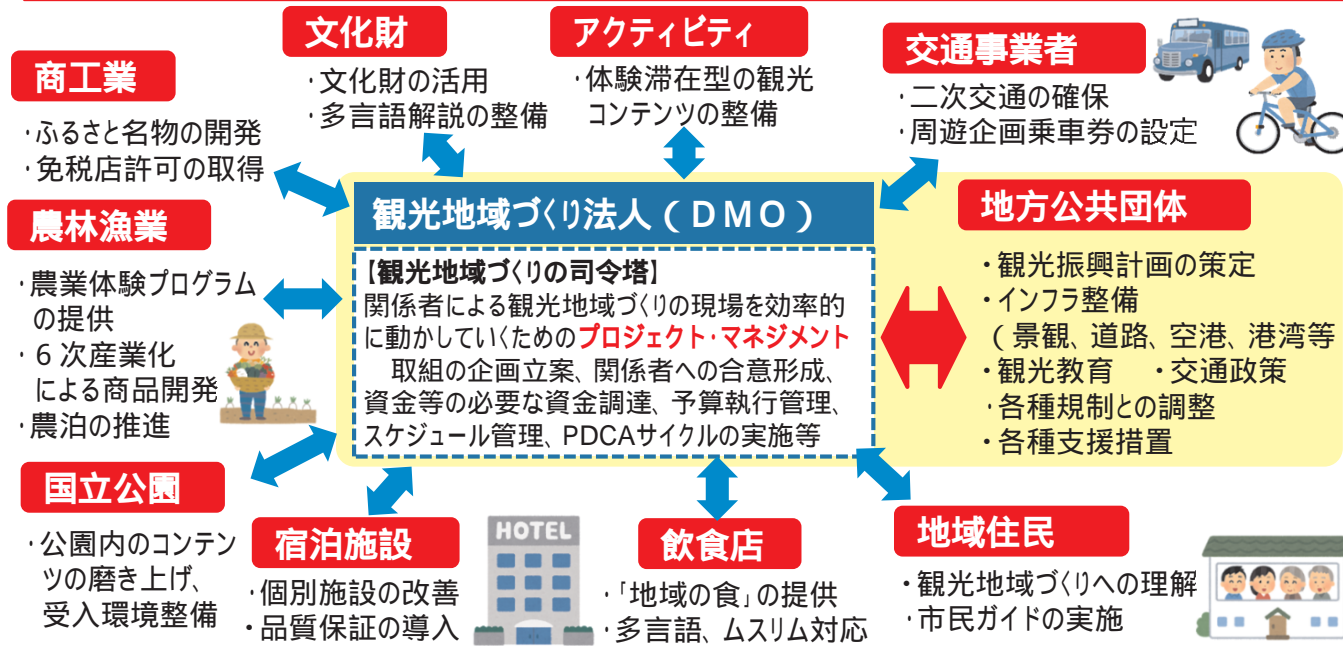 文化財
・文化財の活用
・多言語解説の整備
アクティビティ
・体験滞在型の観光
コンテンツの整備
交通事業者
・二次交通の確保
・周遊企画乗車券の設定
商工業
・ふるさと名物の開発
・免税店許可の取得
農林漁業
・農業体験プログラム
の提供
・６次産業化
による商品開発
・農泊の推進
観光地域づくり法人（ＤＭＯ）
【観光地域づくりの司令塔】
関係者による観光地域づくりの現場を効率的
に動かしていくためのプロジェクト・マネジメント
取組の企画立案、関係者への合意形成、
資金等の必要な資金調達、予算執行管理、
スケジュール管理、PDCAサイクルの実施等
地方公共団体
・観光振興計画の策定
・インフラ整備
（景観、道路、空港、港湾等
・観光教育　・交通政策
・各種規制との調整
・各種支援措置
国立公園
・公園内のコンテン
ツの磨き上げ、
受入環境整備
宿泊施設
・個別施設の改善
・品質保証の導入
HOTEL
飲食店
・「地域の食」の提供
・多言語、ムスリム対応
地域住民
・観光地域づくりへの理解
・市民ガイドの実施